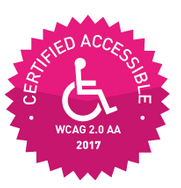 CERTIFIED ACCESSIBLE
WCAG 2.0 AA
2017